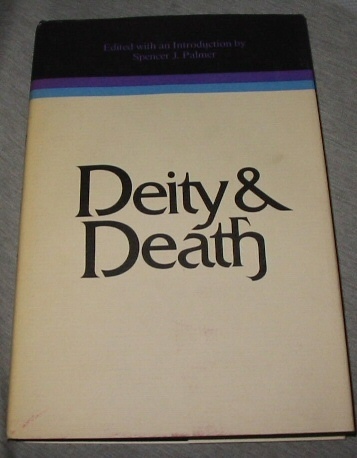 Edited with an Introduction by
Spencer J. Palmer
Deity &
Death